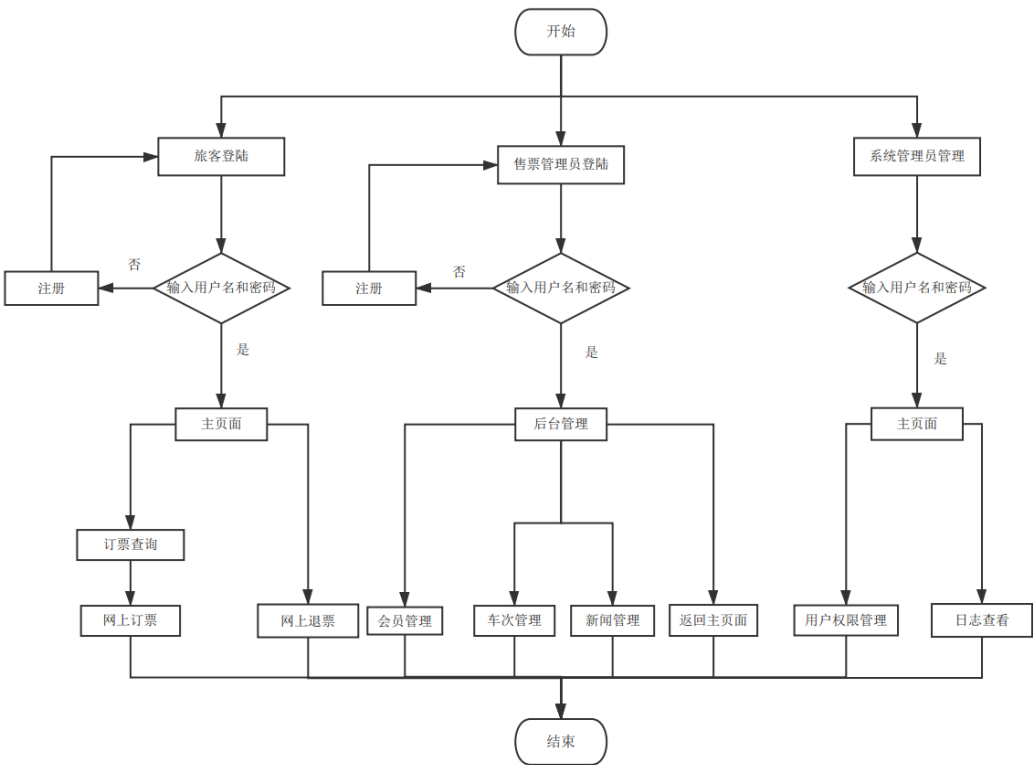 开始
旅客登陆
售票管理员登陆
系统管理员管理
否
否
注册
输入用户名和密码
注册
输入用户名和密码
输入用户名和密码
是
是
是
主页面
后台管理
主页面
订票查询
网上订票
网上退票
会员管理
车次管理
新闻管理
返回主页面
用户权限管理
日志查看
结束